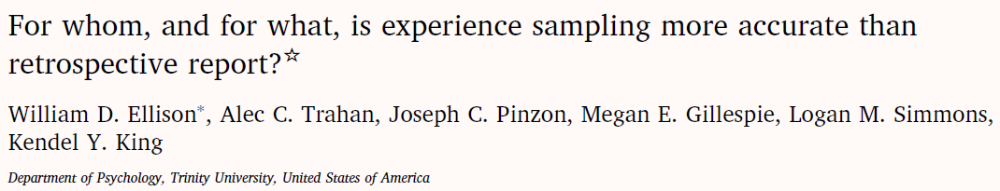 For whom, and for what, is experience sampling more accurate than
retrospective report?☆
William D. Ellison*, Alec C. Trahan, Joseph C. Pinzon, Megan E. Gillespie, Logan M. Simmons,
Kendel Y. King
Department of Psychology, Trinity University, United States of America